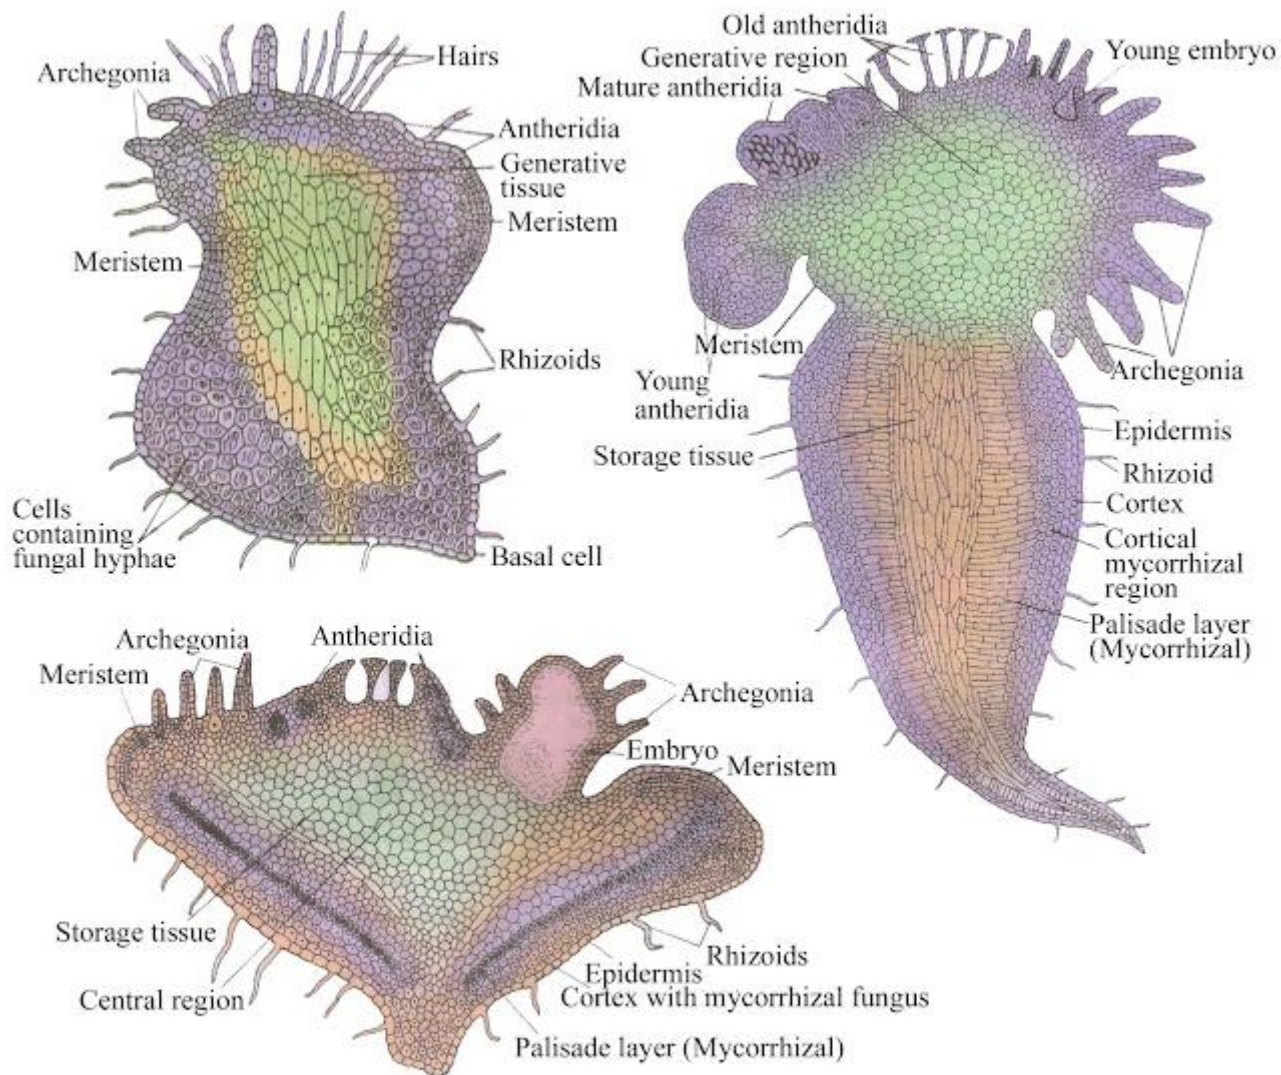 Archegonia
Hairs
Antheridia
Generative
tissue
Meristem
Meristem
Rhizoids
Cells
containing
fungal hyphae
Basal cell
Old antheridia
Generative region
Mature antheridia
Young embryo
Meristem
Young
antheridia
Archegonia
Storage tissue
Epidermis
Rhizoid
Cortex
Cortical
mycorrhizal
region
Palisade layer
(Mycorrhizal)
Archegonia
Antheridia
Meristem
Archegonia
Embryo
Meristem
Storage tissue
Central region
Rhizoids
Epidermis
Cortex with mycorrhizal fungus
Palisade layer (Mycorrhizal)